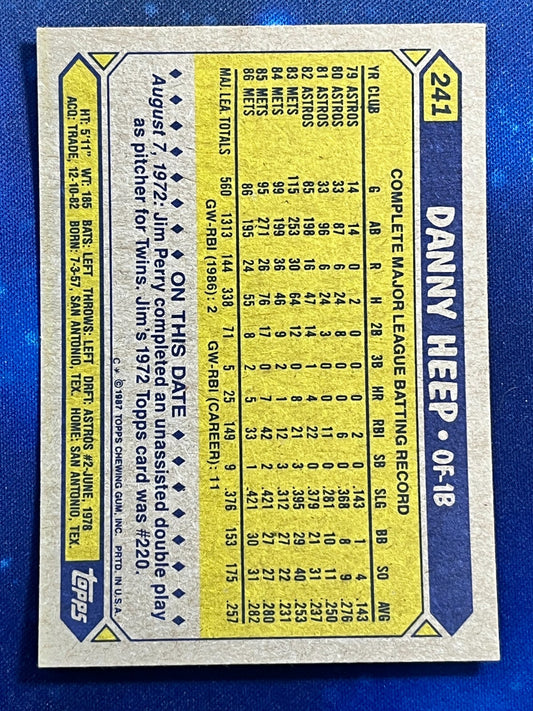 241 DANNY HEEP • OF-1B
COMPLETE MAJOR LEAGUE BATTING RECORD
YR CLUB G AB R H 2B 3B HR RBI SB SLG BB SO AVG
79 ASTROS 14 14 0 2 0 0 0 2 0 .143 1 4 .143
80 ASTROS 33 87 6 24 8 0 0 6 0 .368 8 9 .276
81 ASTROS 33 96 6 24 3 0 0 11 0 .281 10 11 .250
82 ASTROS 85 198 16 47 14 1 4 22 0 .379 21 31 .237
83 METS 115 253 30 64 12 0 8 21 3 .395 29 40 .253
84 METS 99 199 36 46 9 2 1 12 3 .312 27 22 .231
85 METS 95 271 26 76 17 0 7 42 2 .421 27 27 .280
86 METS 86 195 24 55 8 2 5 33 1 .421 30 31 .282
MAJ. LEA. TOTALS 560 1313 144 338 71 5 25 149 9 .376 153 175 .257
GW-RBI (1986): 2 GW-RBI (CAREER): 11
ON THIS DATE
August 7, 1972: Jim Perry completed an unassisted double play
as pitcher for Twins. Jim's 1972 Topps card was #220.
C * ©1987 TOPPS CHEWING GUM, INC. PRTD. IN U.S.A.
HT: 5'11" WT: 185 BATS: LEFT THROWS: LEFT DRFT: ASTROS #2-JUNE, 1978
ACQ: TRADE, 12-10-82 BORN: 7-3-57, SAN ANTONIO, TEX. HOME: SAN ANTONIO, TEX.
topps